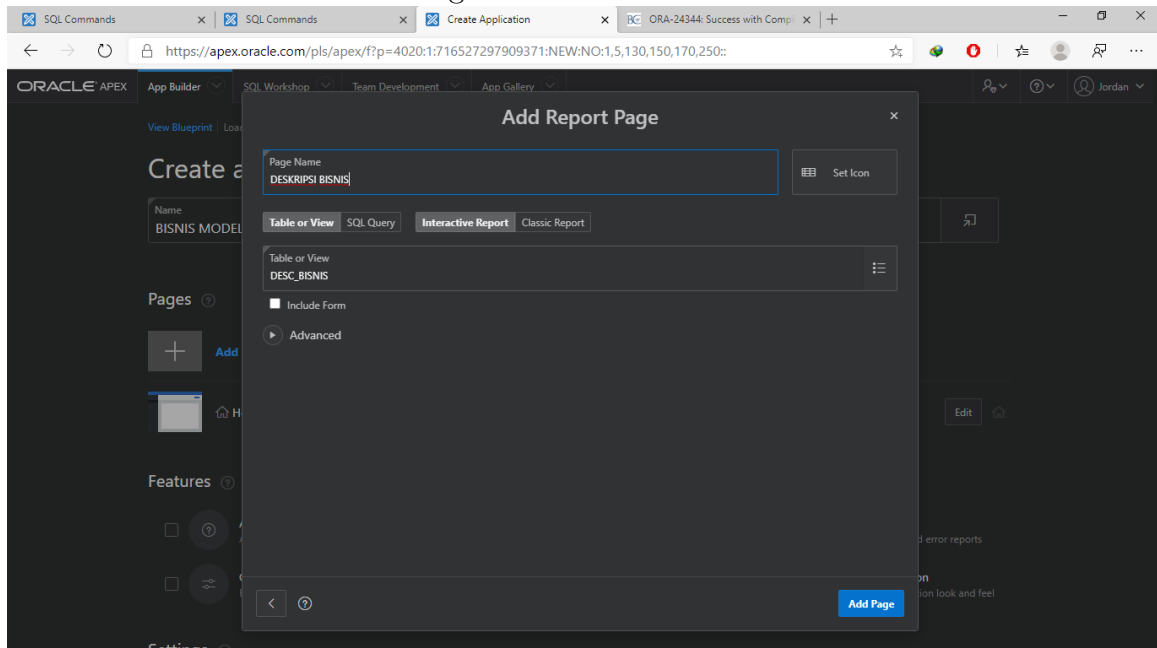 SQL Commands
SQL Commands
Create Application
ORA-24344: Success with Compi
https://apex.oracle.com/pls/apex/f?p=4020:1:716527297909371:NEW:NO:1,5,130,150,170,250::
ORACLE APEX App Builder SQL Workshop Team Development App Gallery Jordan
View Blueprint
Add Report Page
Create a
Page Name
DESKRIPSI BISNIS
Set Icon
Name
BISNIS MODEL
Table or View SQL Query Interactive Report Classic Report
Table or View
DESC_BISNIS
Pages
Include Form
Advanced
Add
Edit
Features
d error reports
on
ion look and feel
Add Page